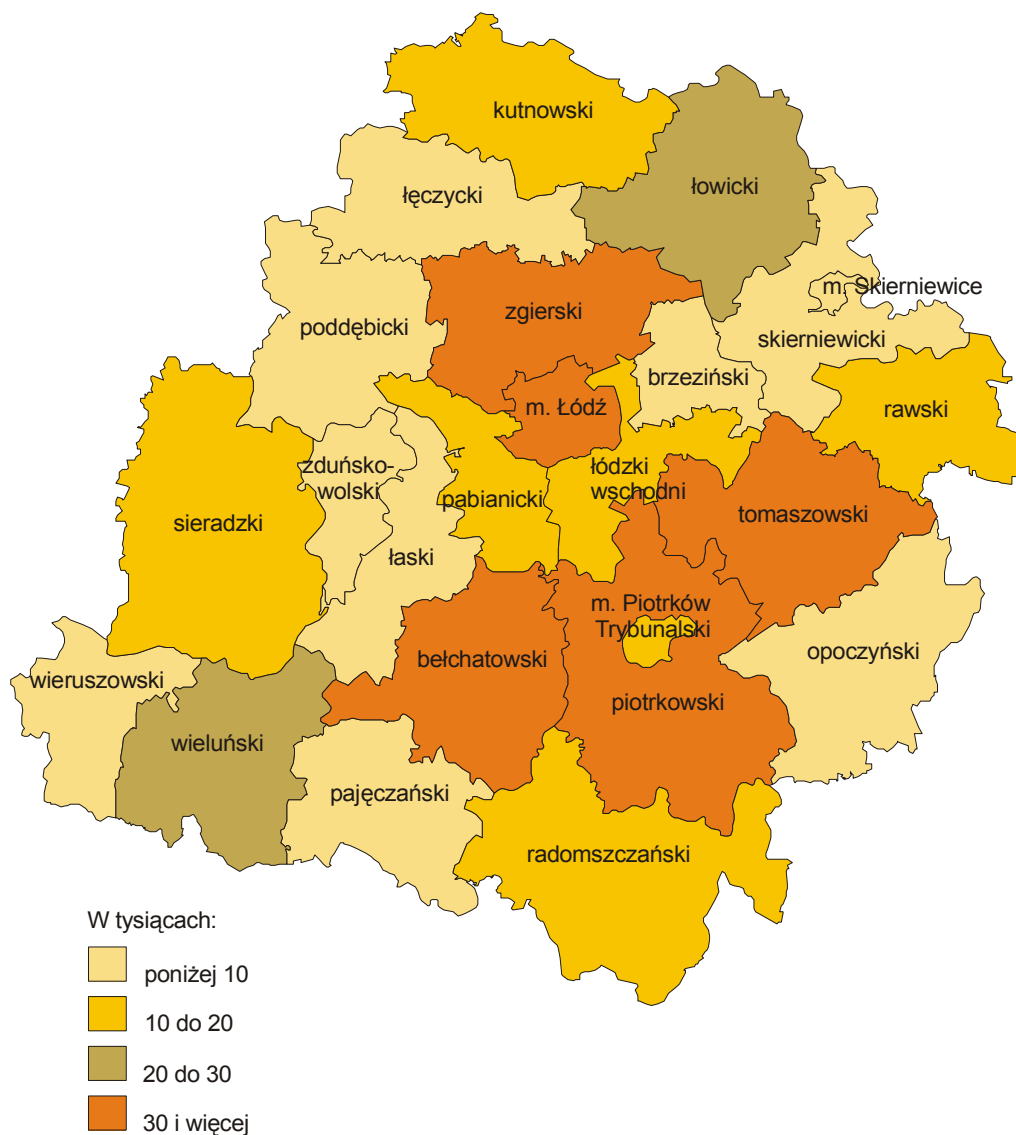 kutnowski
łowicki
łęczycki
m. Skierniewice
zgierski
poddębicki
skierniewicki
brzeziński
m. Łódź
rawski
zduńsko-
wolski
łódzki
wschodni
pabianicki
tomaszowski
sieradzki
łaski
m. Piotrków
Trybunalski
opoczyński
bełchatowski
wieruszowski
piotrkowski
wieluński
pajęczański
radomszczański
W tysiącach:
poniżej 10
10 do 20
20 do 30
30 i więcej